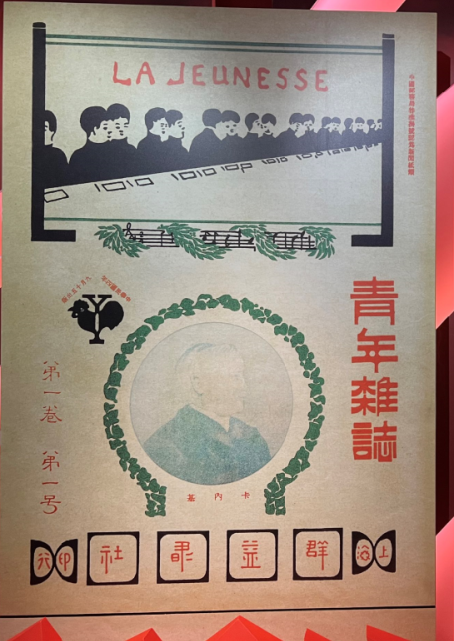 LA JEUNESSE
青年雜誌
第一卷 第一号
卡內基
上海 群益書社 印行